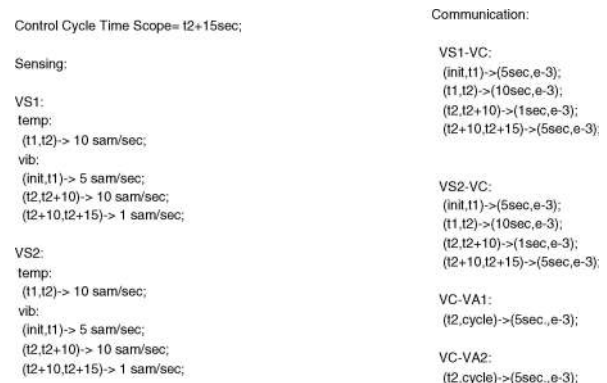 Control Cycle Time Scope= t2+15sec;
Sensing:
VS1:
temp:
(t1,t2)-> 10 sam/sec;
vib:
(init,t1)-> 5 sam/sec;
(t2,t2+10)-> 10 sam/sec;
(t2+10,t2+15)-> 1 sam/sec;
VS2:
temp:
(t1,t2)-> 10 sam/sec;
vib:
(init,t1)-> 5 sam/sec;
(t2,t2+10)-> 10 sam/sec;
(t2+10,t2+15)-> 1 sam/sec;
Communication:
VS1-VC:
(init,t1)->(5sec,e-3);
(t1,t2)->(10sec,e-3);
(t2,t2+10)->(1sec,e-3);
(t2+10,t2+15)->(5sec,e-3);
VS2-VC:
(init,t1)->(5sec,e-3);
(t1,t2)->(10sec,e-3);
(t2,t2+10)->(1sec,e-3);
(t2+10,t2+15)->(5sec,e-3);
VC-VA1:
(t2,cycle)->(5sec.,e-3);
VC-VA2:
(t2,cycle)->(5sec.,e-3);